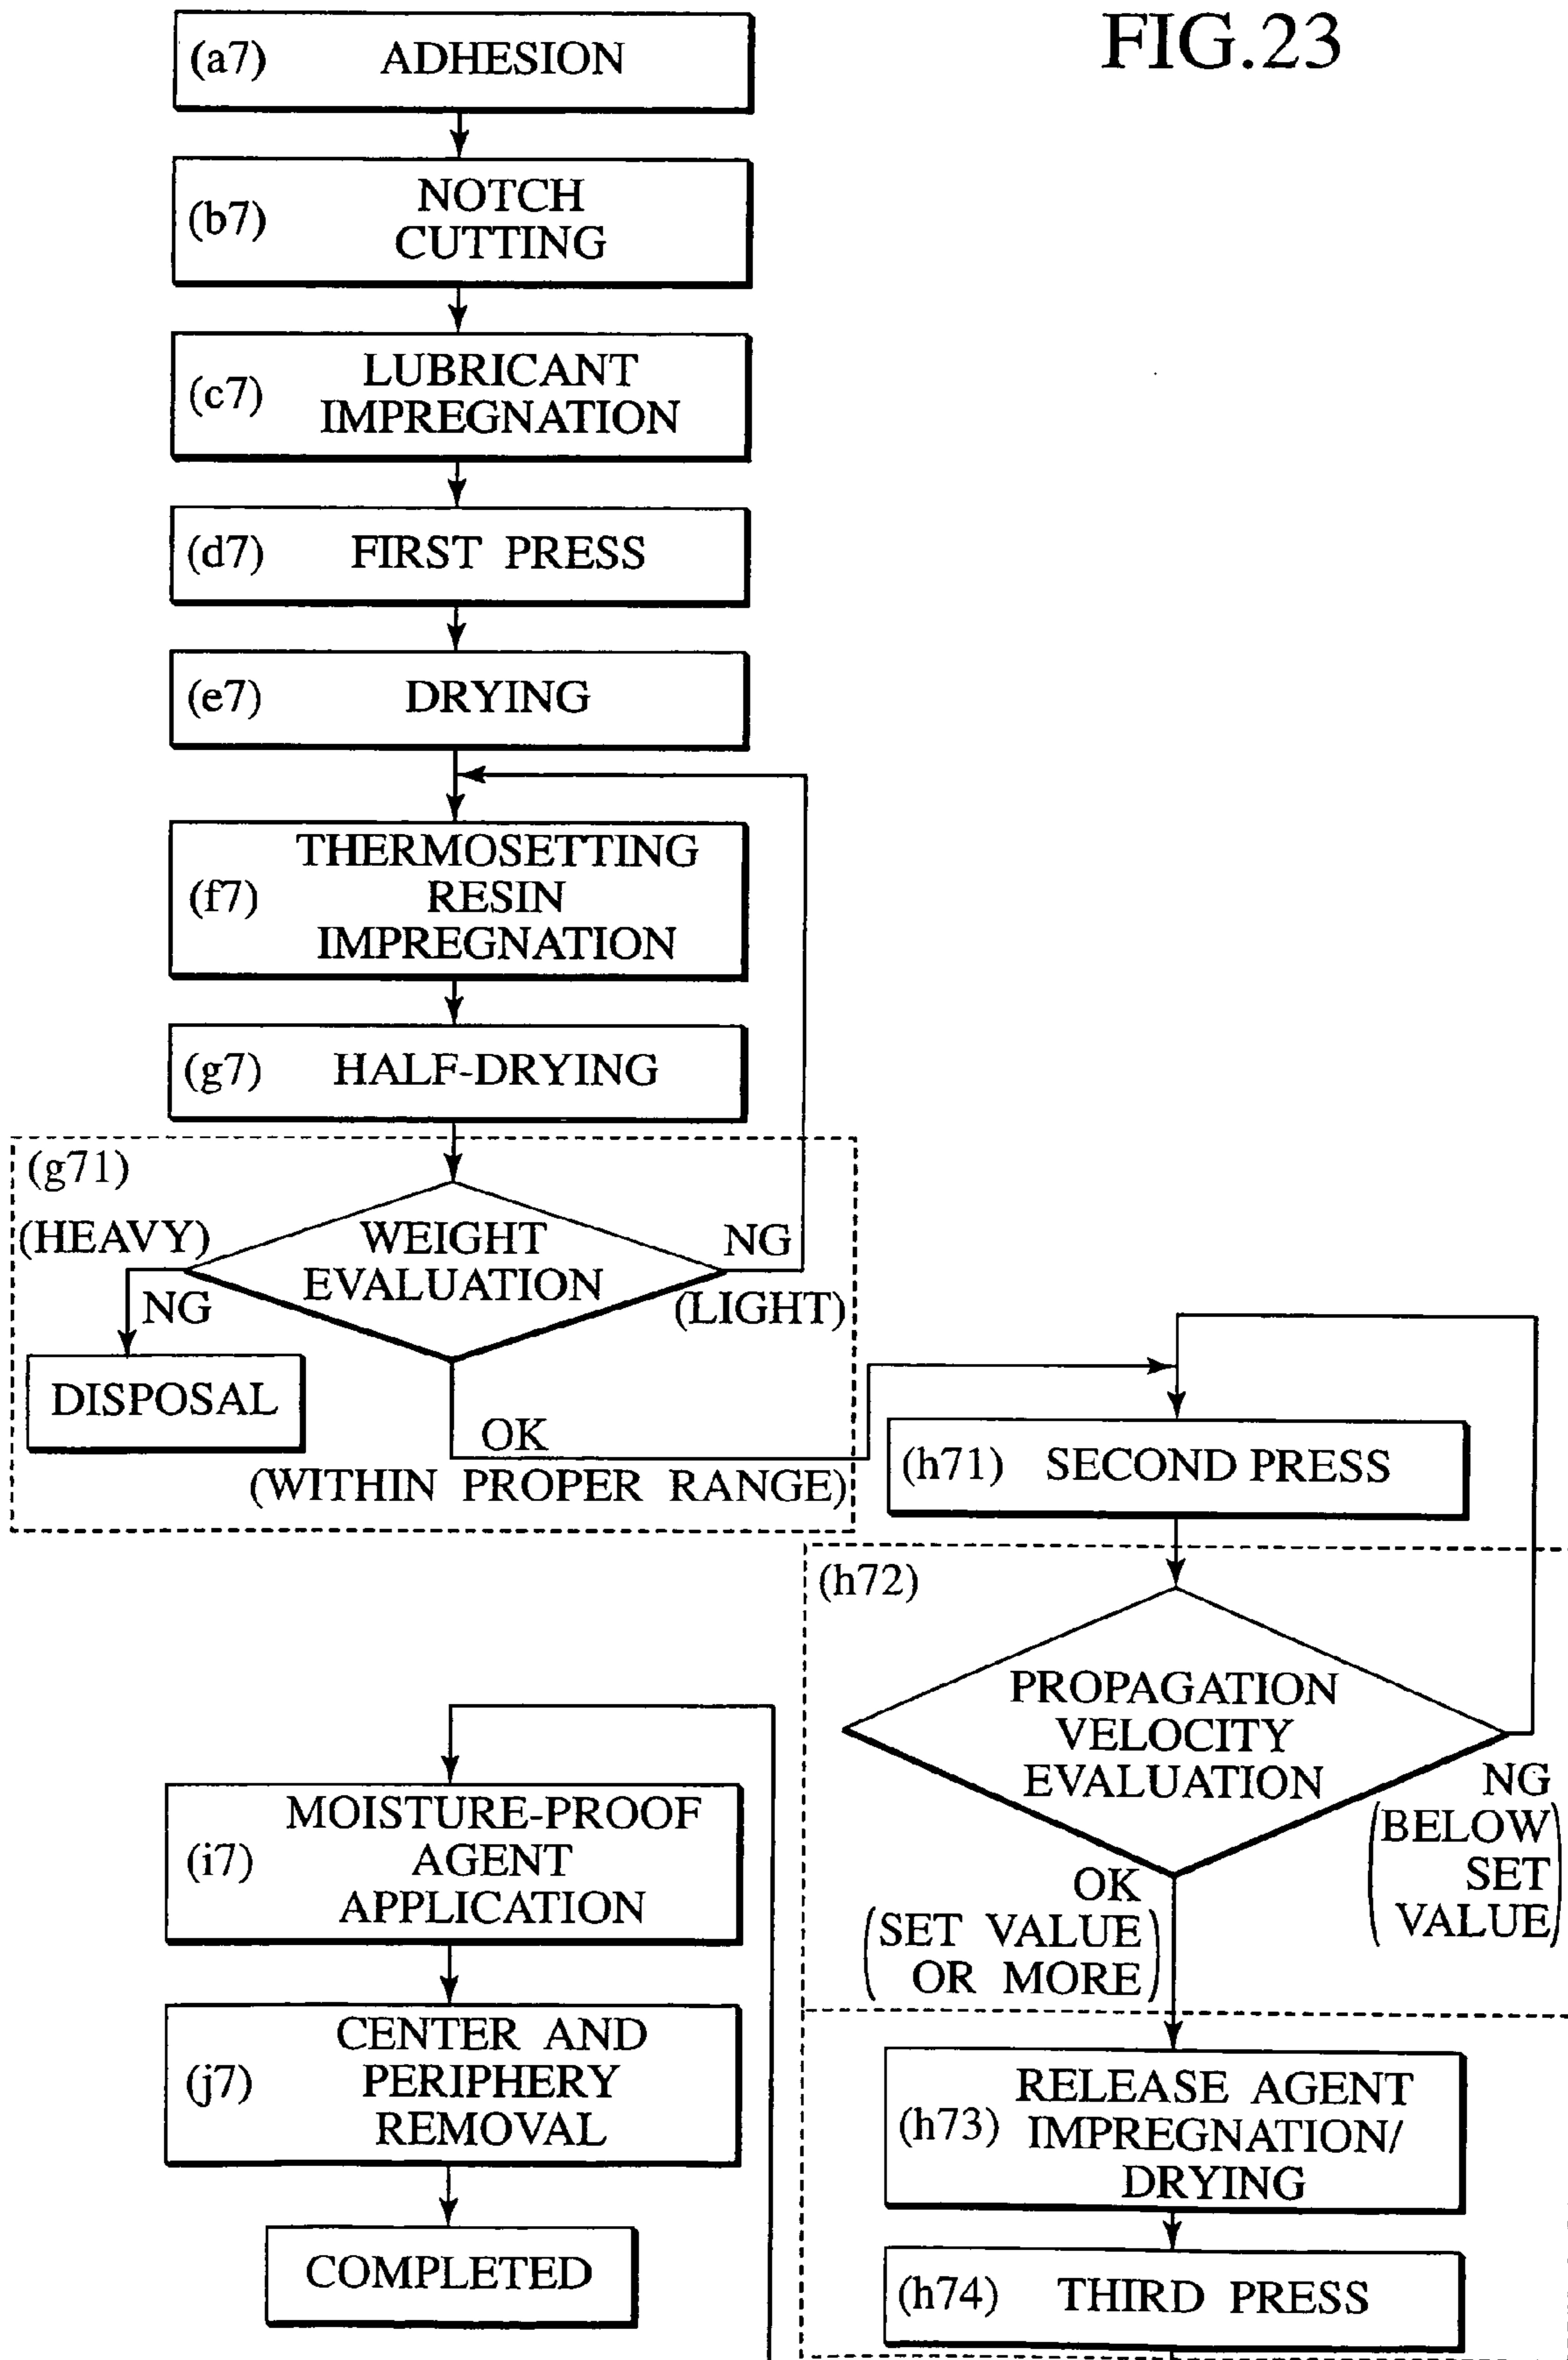 FIG.23
(a7) ADHESION
(b7) NOTCH
CUTTING
(c7) LUBRICANT
IMPREGNATION
(d7) FIRST PRESS
(e7) DRYING
(f7) THERMOSETTING
RESIN
IMPREGNATION
(g7) HALF-DRYING
(g71)
(HEAVY)
NG
WEIGHT
EVALUATION
NG
(LIGHT)
DISPOSAL
OK
(WITHIN PROPER RANGE)
(h71) SECOND PRESS
(h72)
PROPAGATION
VELOCITY
EVALUATION
NG
(BELOW
SET
VALUE)
OK
(SET VALUE
OR MORE)
(h73) RELEASE AGENT
IMPREGNATION/
DRYING
(h74) THIRD PRESS
(i7) MOISTURE-PROOF
AGENT
APPLICATION
(j7) CENTER AND
PERIPHERY
REMOVAL
COMPLETED